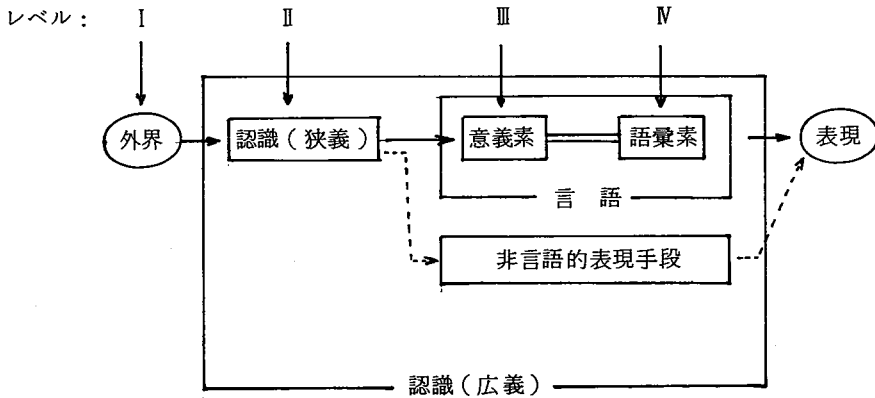 レベル： Ⅰ Ⅱ Ⅲ Ⅳ
外界 認識（狭義） 意義素 語彙素 表現
言 語
非言語的表現手段
認識（広義）